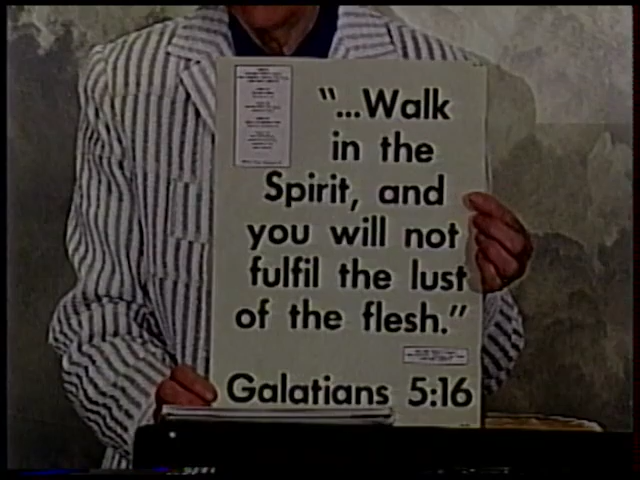 “...Walk
in the
Spirit, and
you will not
fulfil the lust
of the flesh.”
Galatians 5:16